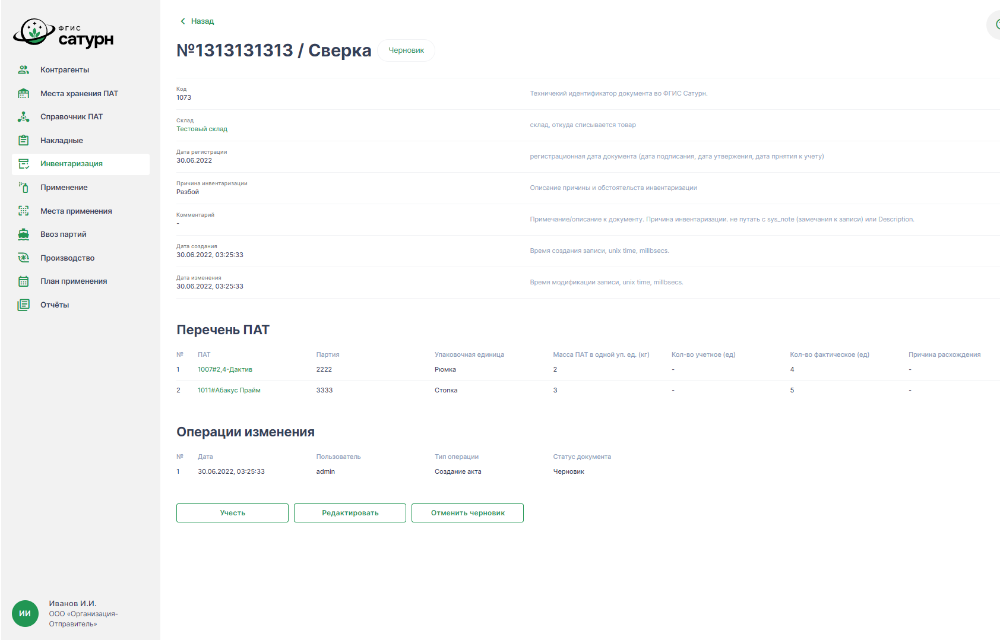 ФГИС
сатурн
Контрагенты
Места хранения ПАТ
Справочник ПАТ
Накладные
Инвентаризация
Применение
Места применения
Ввоз партий
Производство
План применения
Отчёты
ИИ
Иванов И.И.
ООО «Организация-
Отправитель»
Назад
№1313131313 / Сверка Черновик
Код
1073
Техничекий идентификатор документа во ФГИС Сатурн.
Склад
Тестовый склад
склад, откуда списывается товар
Дата регистрации
30.06.2022
регистрационная дата документа (дата подписания, дата утвержения, дата прнятия к учету)
Причина инвентаризации
Разбой
Описание причины и обстоятельств инвентаризации
Комментарий
-
Примечание/описание к документу. Причина инвентаризации. не путать с sys_note (замечания к записи) или Description.
Дата создания
30.06.2022, 03:25:33
Время создания записи, unix time, millbsecs.
Дата изменения
30.06.2022, 03:25:33
Время модификации записи, unix time, millbsecs.
Перечень ПАТ
№ ПАТ Партия Упаковочная единица Масса ПАТ в одной уп. ед. (кг) Кол-во учетное (ед) Кол-во фактическое (ед) Причина расхождения
1 1007#2,4-Дактив 2222 Рюмка 2 - 4 -
2 1011#Абакус Прайм 3333 Стопка 3 - 5 -
Операции изменения
№ Дата Пользователь Тип операции Статус документа
1 30.06.2022, 03:25:33 admin Создание акта Черновик
Учесть Редактировать Отменить черновик